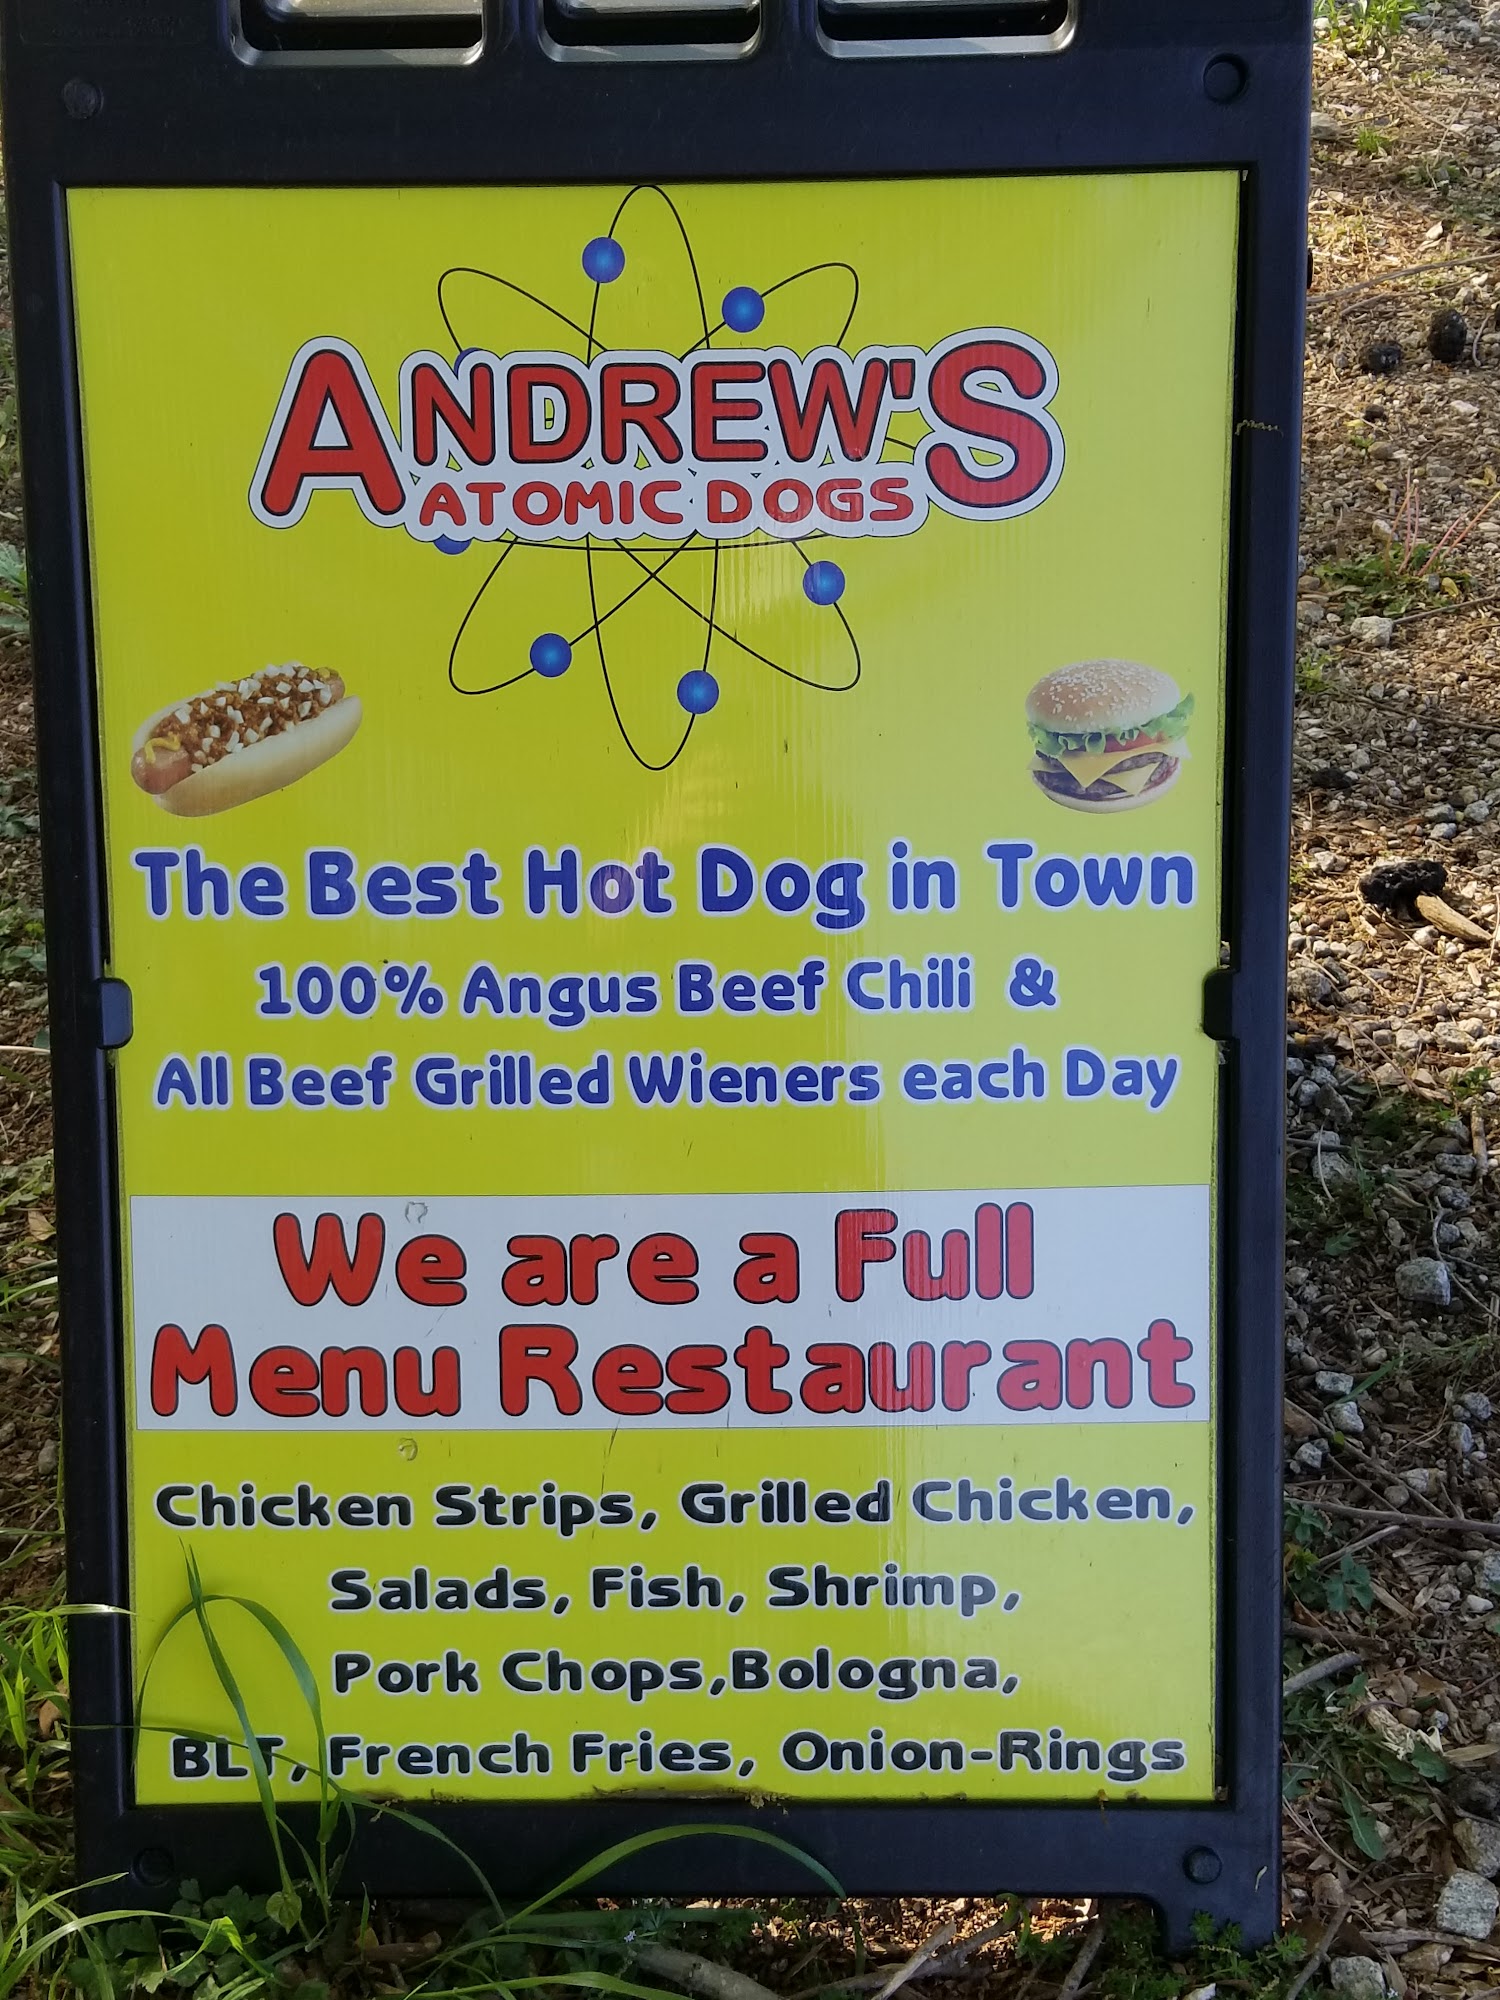 ANDREW'S
ATOMIC DOGS
The Best Hot Dog in Town
100% Angus Beef Chili &
All Beef Grilled Wieners each Day
We are a Full
Menu Restaurant
Chicken Strips, Grilled Chicken,
Salads, Fish, Shrimp,
Pork Chops,Bologna,
BLT, French Fries, Onion-Rings